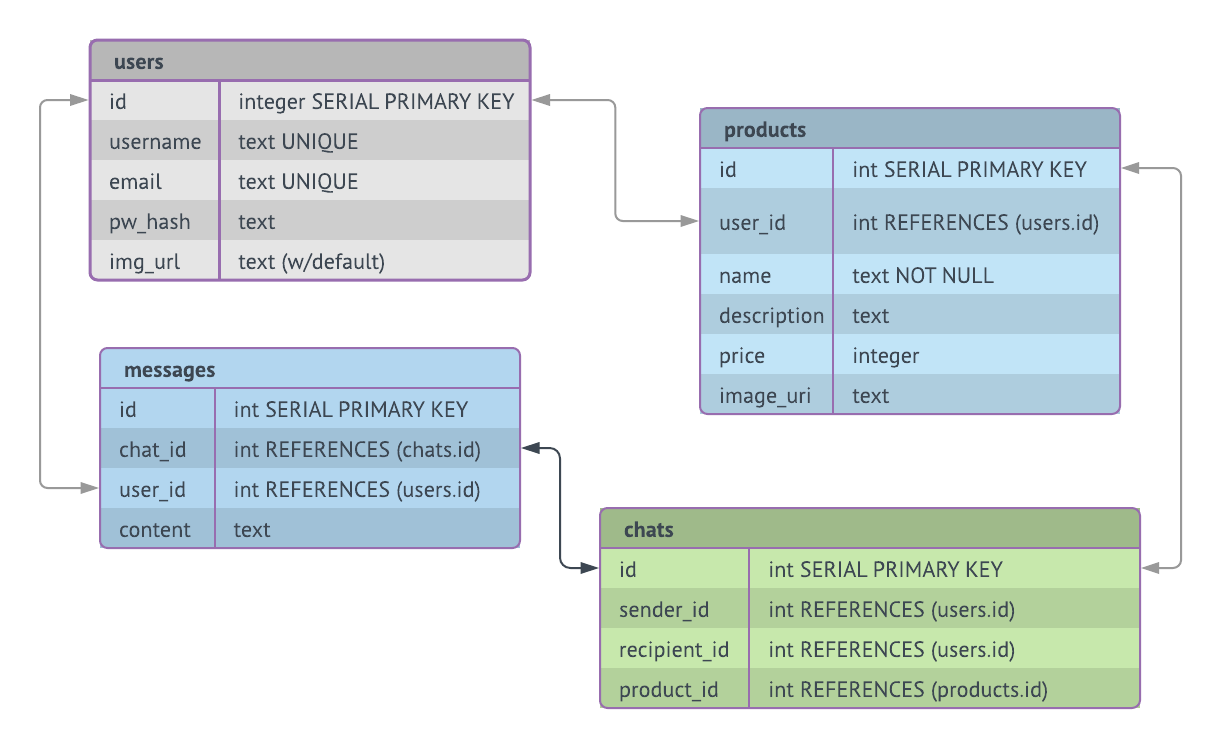 users
id integer SERIAL PRIMARY KEY
username text UNIQUE
email text UNIQUE
pw_hash text
img_url text (w/default)
products
id int SERIAL PRIMARY KEY
user_id int REFERENCES (users.id)
name text NOT NULL
description text
price integer
image_uri text
messages
id int SERIAL PRIMARY KEY
chat_id int REFERENCES (chats.id)
user_id int REFERENCES (users.id)
content text
chats
id int SERIAL PRIMARY KEY
sender_id int REFERENCES (users.id)
recipient_id int REFERENCES (users.id)
product_id int REFERENCES (products.id)